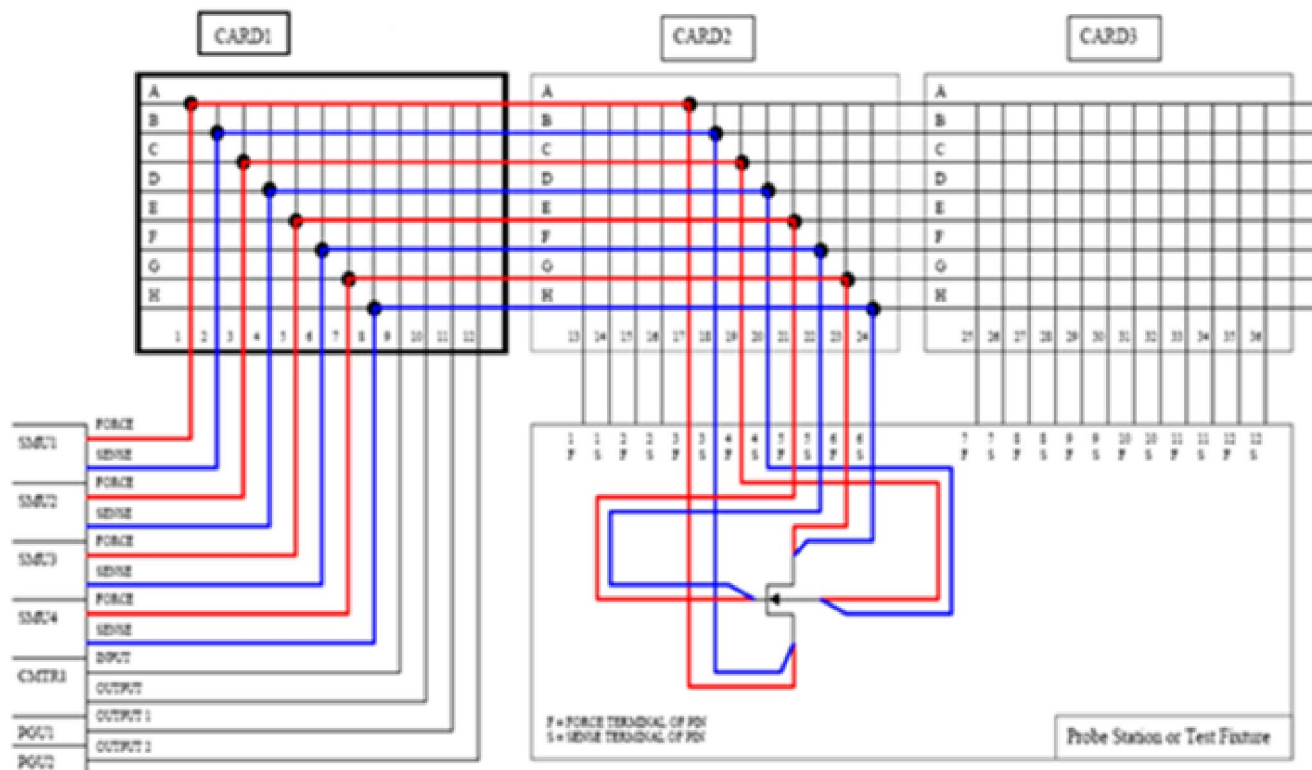 CARD1 CARD2 CARD3
A A A
B B B
C C C
D D D
E E E
F F F
G G G
H H H
1 2 3 4 5 6 7 8 9 10 11 12 13 14 15 16 17 18 19 20 21 22 23 24 25 26 27 28 29 30 31 32 33 34 35 36
FORCE
SMU1
SENSE
FORCE
SMU2
SENSE
FORCE
SMU3
SENSE
FORCE
SMU4
SENSE
INPUT
CMTR1
OUTPUT
OUTPUT 1
PGU1
OUTPUT 2
PGU2
1 1 2 2 3 3 4 4 5 5 6 6 7 7 8 8 9 9 10 10 11 11 12 12
F S F S F S F S F S F S F S F S F S F S F S F S
F = FORCE TERMINAL OF PIN
S = SENSE TERMINAL OF PIN
Probe Station or Test Fixture